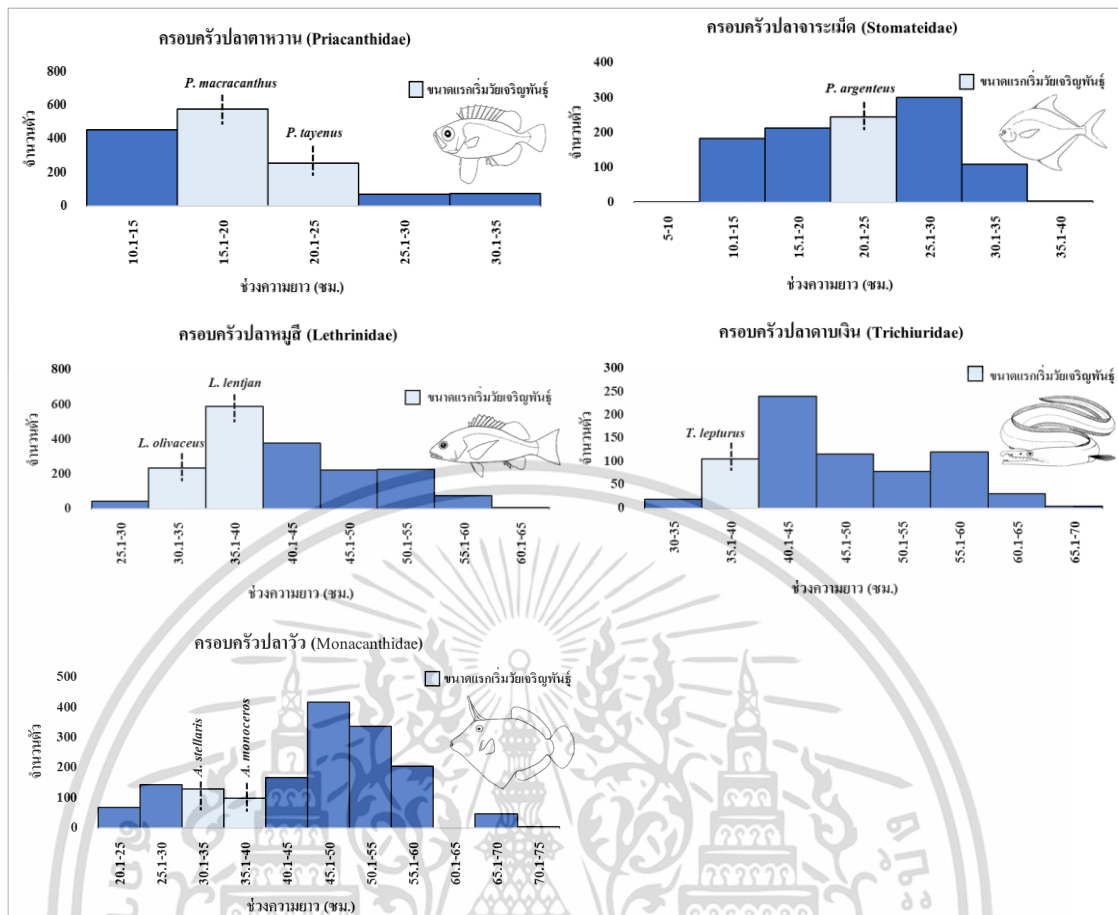 ครอบครัวปลาตาหวาน (Priacanthidae)
จำนวนตัว
800
600
400
200
0
P. macracanthus
P. tayenus
ขนาดแรกเริ่มวัยเจริญพันธุ์
10.1-15
15.1-20
20.1-25
25.1-30
30.1-35
ช่วงความยาว (ซม.)
ครอบครัวปลาจาระเม็ด (Stomateidae)
จำนวนตัว
400
300
200
100
0
P. argenteus
ขนาดแรกเริ่มวัยเจริญพันธุ์
5-10
10.1-15
15.1-20
20.1-25
25.1-30
30.1-35
35.1-40
ช่วงความยาว (ซม.)
ครอบครัวปลาหมูสี (Lethrinidae)
จำนวนตัว
800
600
400
200
0
L. olivaceus
L. lentjan
ขนาดแรกเริ่มวัยเจริญพันธุ์
25.1-30
30.1-35
35.1-40
40.1-45
45.1-50
50.1-55
55.1-60
60.1-65
ช่วงความยาว (ซม.)
ครอบครัวปลาดาบเงิน (Trichiuridae)
จำนวนตัว
300
250
200
150
100
50
0
T. lepturus
ขนาดแรกเริ่มวัยเจริญพันธุ์
30-35
35.1-40
40.1-45
45.1-50
50.1-55
55.1-60
60.1-65
65.1-70
ช่วงความยาว (ซม.)
ครอบครัวปลาวัว (Monacanthidae)
จำนวนตัว
500
400
300
200
100
0
A. stellaris
A. monoceros
ขนาดแรกเริ่มวัยเจริญพันธุ์
20.1-25
25.1-30
30.1-35
35.1-40
40.1-45
45.1-50
50.1-55
55.1-60
60.1-65
65.1-70
70.1-75
ช่วงความยาว (ซม.)